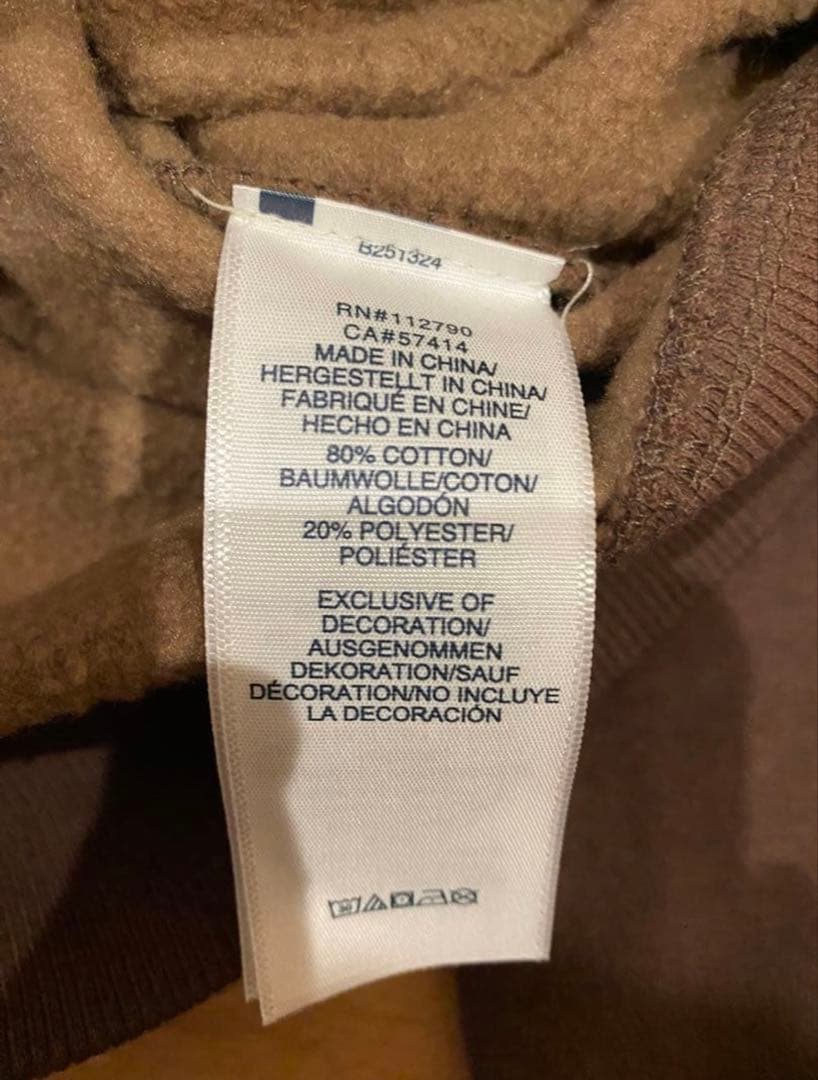 B251324
RN#112790
CA#57414
MADE IN CHINA/
HERGESTELLT IN CHINA/
FABRIQUÉ EN CHINE/
HECHO EN CHINA
80% COTTON/
BAUMWOLLE/COTON/
ALGODÓN
20% POLYESTER/
POLIÉSTER
EXCLUSIVE OF
DECORATION/
AUSGENOMMEN
DEKORATION/SAUF
DÉCORATION/NO INCLUYE
LA DECORACIÓN